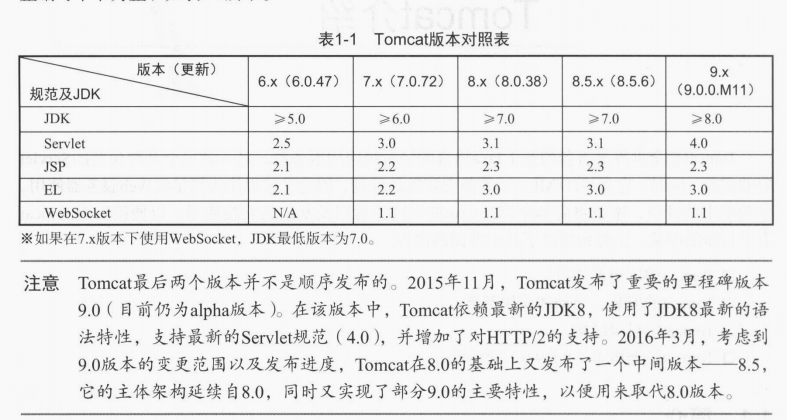 表1-1 Tomcat版本对照表
版本（更新）
规范及JDK
6.x（6.0.47） 7.x（7.0.72） 8.x（8.0.38） 8.5.x（8.5.6） 9.x（9.0.0.M11）
JDK ≥5.0 ≥6.0 ≥7.0 ≥7.0 ≥8.0
Servlet 2.5 3.0 3.1 3.1 4.0
JSP 2.1 2.2 2.3 2.3 2.3
EL 2.1 2.2 3.0 3.0 3.0
WebSocket N/A 1.1 1.1 1.1 1.1
※如果在7.x版本下使用WebSocket，JDK最低版本为7.0。
注意 Tomcat最后两个版本并不是顺序发布的。2015年11月，Tomcat发布了重要的里程碑版本
9.0（目前仍为alpha版本）。在该版本中，Tomcat依赖最新的JDK8，使用了JDK8最新的语
法特性，支持最新的Servlet规范（4.0），并增加了对HTTP/2的支持。2016年3月，考虑到
9.0版本的变更范围以及发布进度，Tomcat在8.0的基础上又发布了一个中间版本——8.5，
它的主体架构延续自8.0，同时又实现了部分9.0的主要特性，以便用来取代8.0版本。